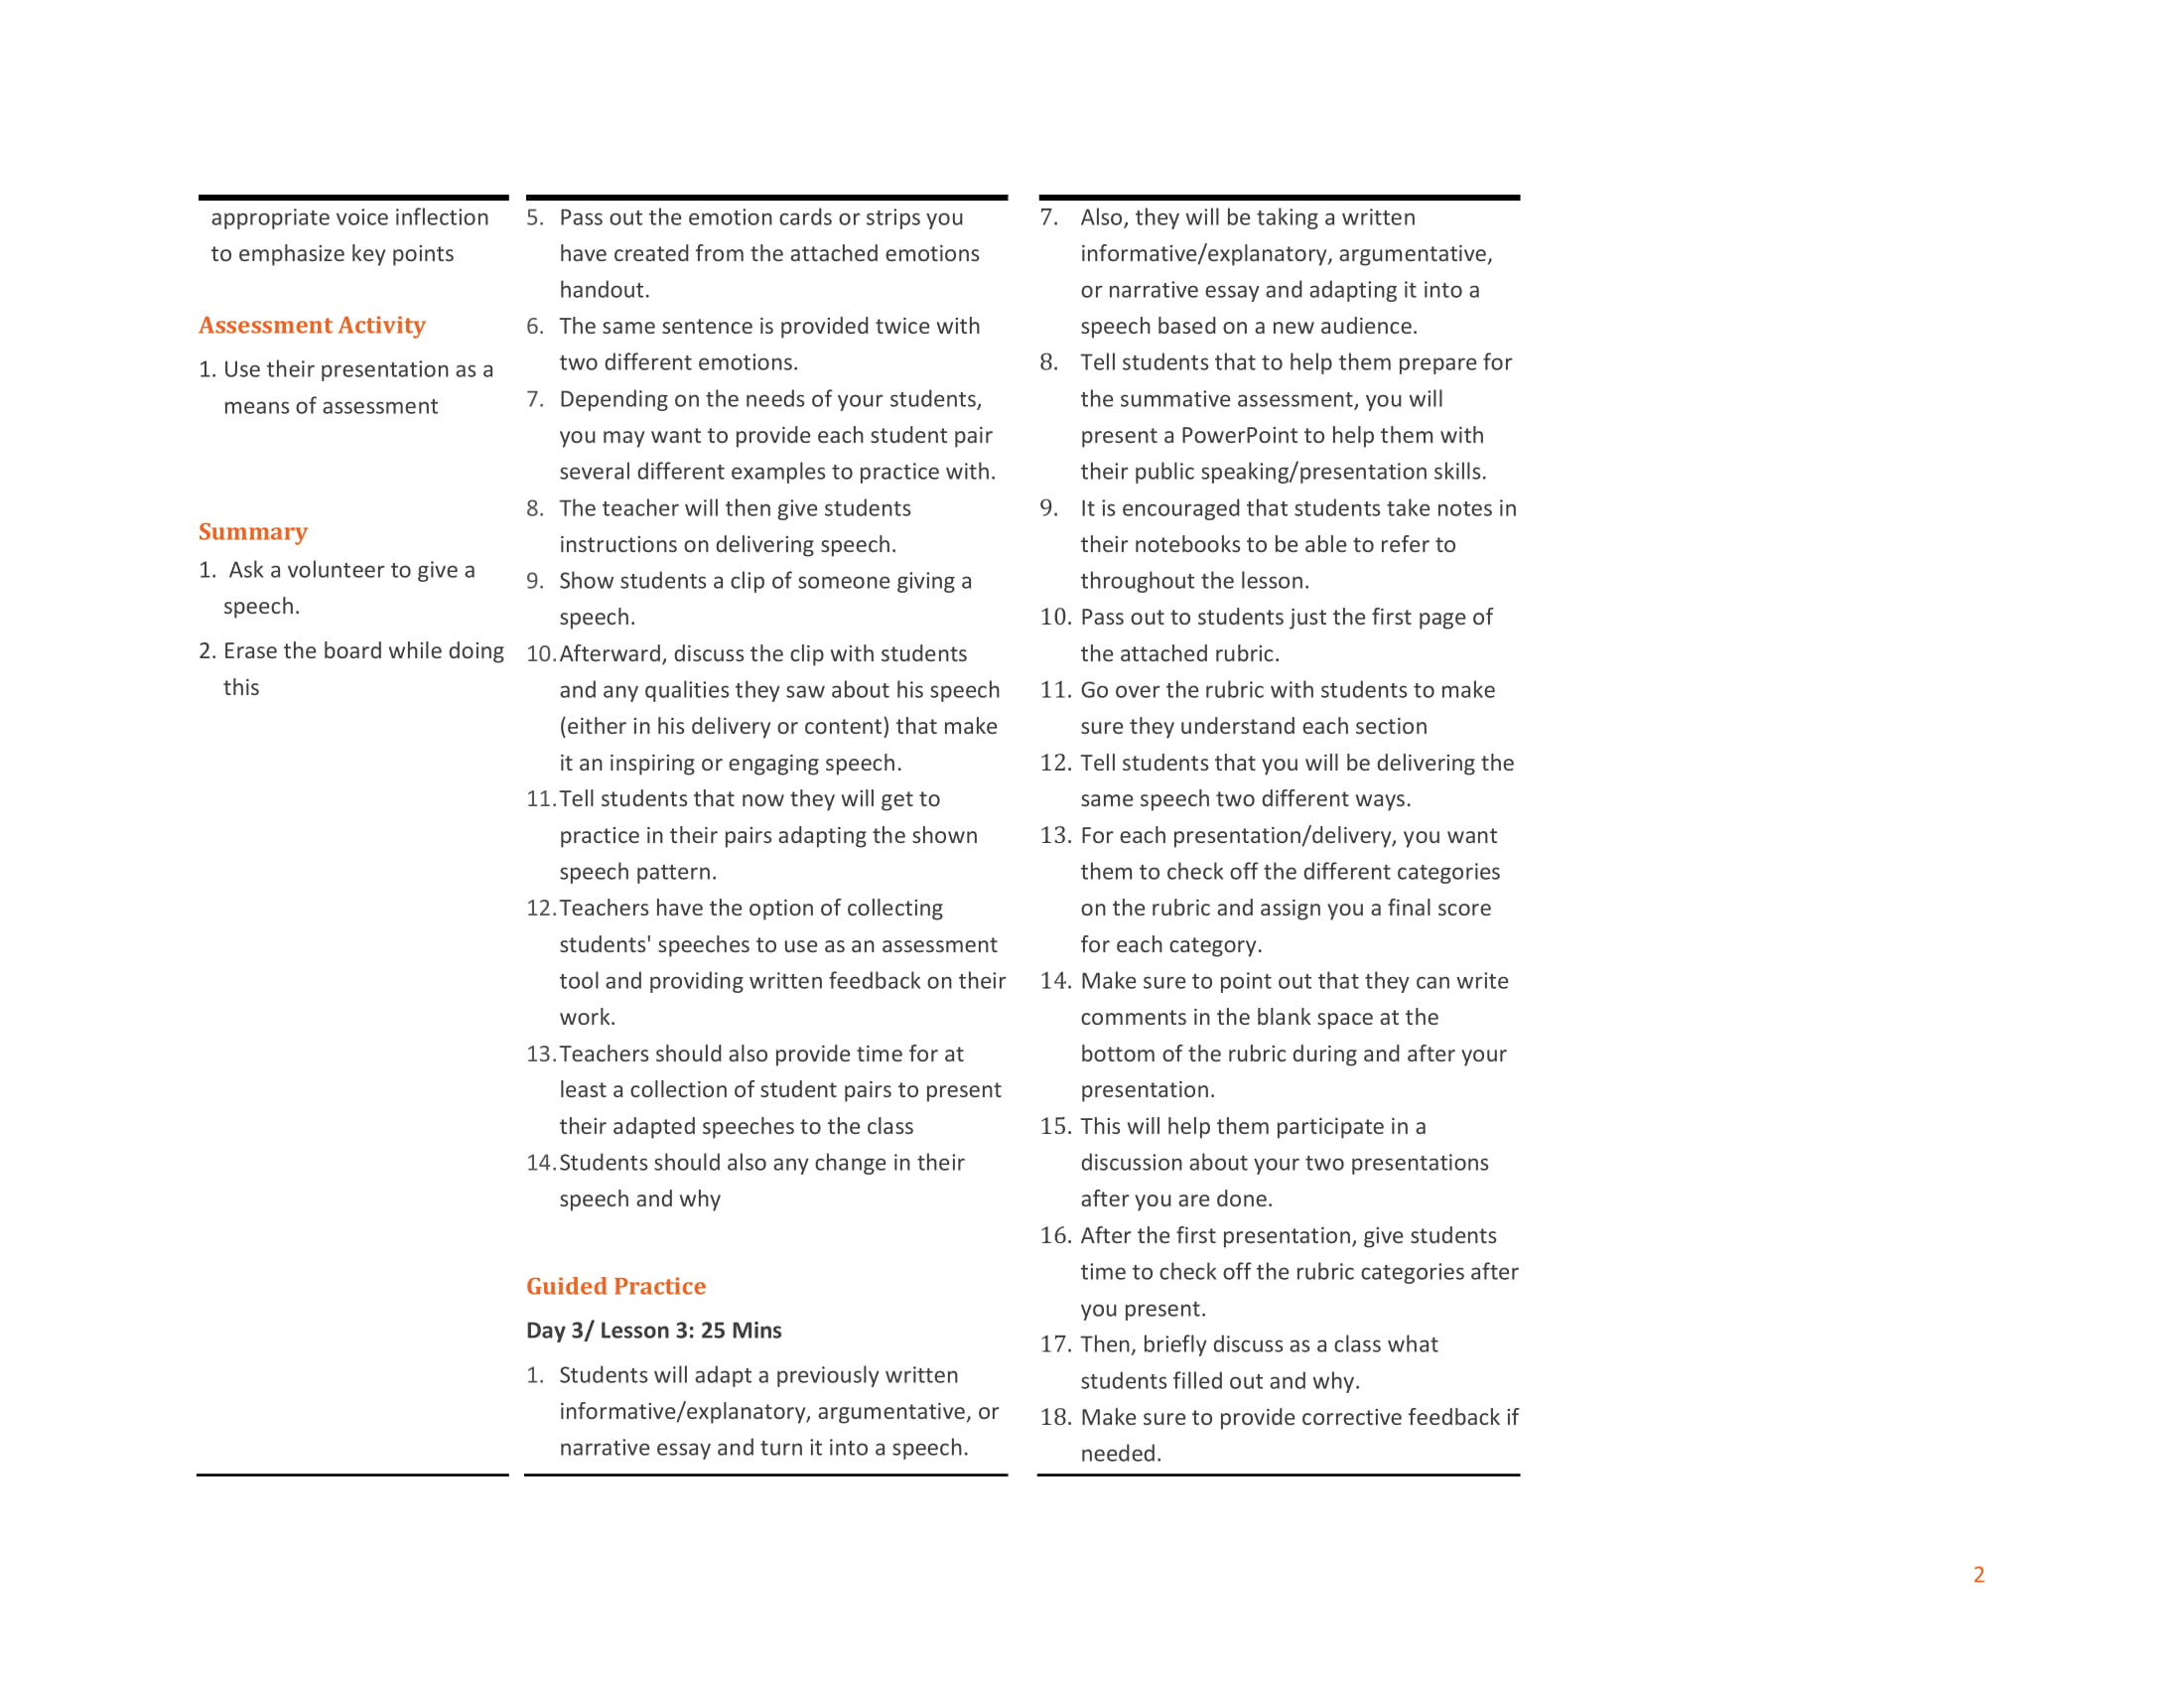 appropriate voice inflection
to emphasize key points
Assessment Activity
1. Use their presentation as a
means of assessment
Summary
1. Ask a volunteer to give a
speech.
2. Erase the board while doing
this
5. Pass out the emotion cards or strips you
have created from the attached emotions
handout.
6. The same sentence is provided twice with
two different emotions.
7. Depending on the needs of your students,
you may want to provide each student pair
several different examples to practice with.
8. The teacher will then give students
instructions on delivering speech.
9. Show students a clip of someone giving a
speech.
10. Afterward, discuss the clip with students
and any qualities they saw about his speech
(either in his delivery or content) that make
it an inspiring or engaging speech.
11. Tell students that now they will get to
practice in their pairs adapting the shown
speech pattern.
12. Teachers have the option of collecting
students' speeches to use as an assessment
tool and providing written feedback on their
work.
13. Teachers should also provide time for at
least a collection of student pairs to present
their adapted speeches to the class
14. Students should also any change in their
speech and why
Guided Practice
Day 3/ Lesson 3: 25 Mins
1. Students will adapt a previously written
informative/explanatory, argumentative, or
narrative essay and turn it into a speech.
7. Also, they will be taking a written
informative/explanatory, argumentative,
or narrative essay and adapting it into a
speech based on a new audience.
8. Tell students that to help them prepare for
the summative assessment, you will
present a PowerPoint to help them with
their public speaking/presentation skills.
9. It is encouraged that students take notes in
their notebooks to be able to refer to
throughout the lesson.
10. Pass out to students just the first page of
the attached rubric.
11. Go over the rubric with students to make
sure they understand each section
12. Tell students that you will be delivering the
same speech two different ways.
13. For each presentation/delivery, you want
them to check off the different categories
on the rubric and assign you a final score
for each category.
14. Make sure to point out that they can write
comments in the blank space at the
bottom of the rubric during and after your
presentation.
15. This will help them participate in a
discussion about your two presentations
after you are done.
16. After the first presentation, give students
time to check off the rubric categories after
you present.
17. Then, briefly discuss as a class what
students filled out and why.
18. Make sure to provide corrective feedback if
needed.
2